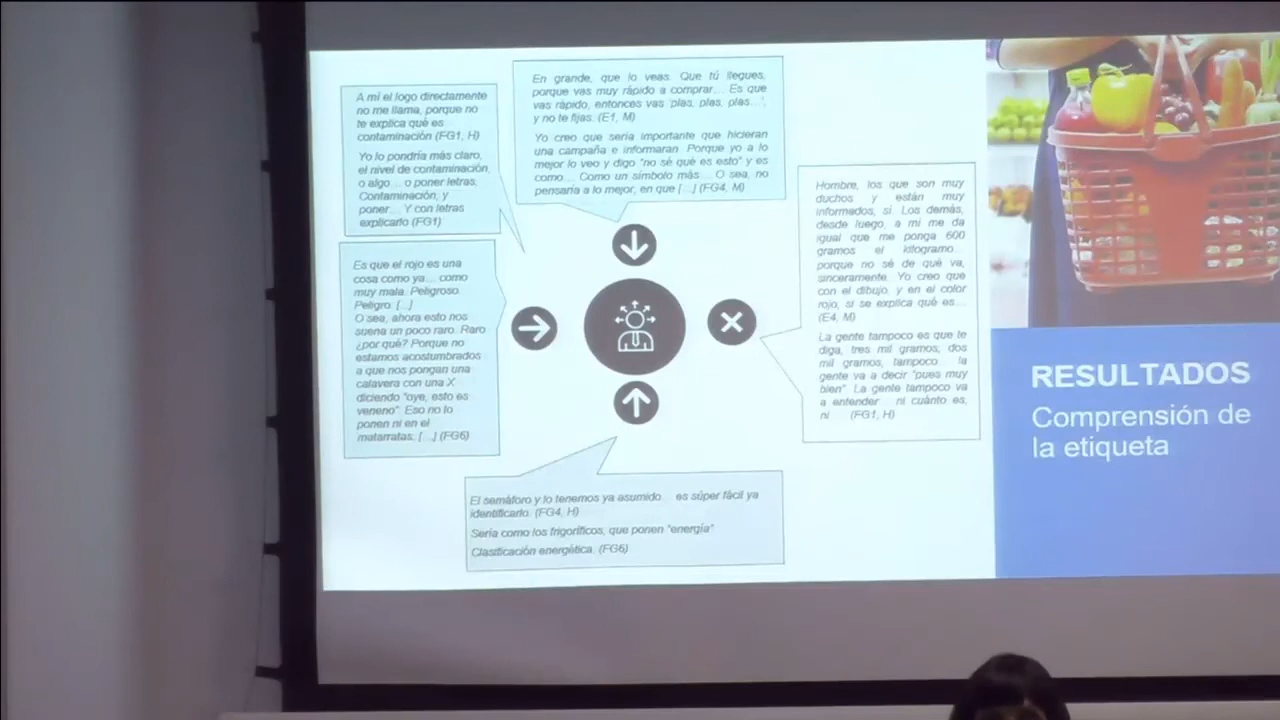 A mí el logo directamente
no me llama, porque no
te explica qué es
contaminación (FG1, H)
Yo lo pondría más claro,
el nivel de contaminación,
o algo... o poner letras.
Contaminación, y
poner... Y con letras
explicarlo (FG1)
En grande, que lo veas. Que tú llegues,
porque vas muy rápido a comprar... Es que
vas rápido, entonces vas 'plas, plas, plas...',
y no te fijas. (E1, M)
Yo creo que sería importante que hicieran
una campaña e informaran. Porque yo a lo
mejor lo veo y digo "no sé qué es esto" y es
como... Como un símbolo más... O sea, no
pensaría a lo mejor, en que [...] (FG4, M)
Es que el rojo es una
cosa como ya... como
muy mala. Peligroso.
Peligro. [...]
O sea, ahora esto nos
suena un poco raro. Raro
¿por qué? Porque no
estamos acostumbrados
a que nos pongan una
calavera con una X
diciendo "oye, esto es
veneno". Eso no lo
ponen ni en el
matarratas. [...] (FG6)
Hombre, los que son muy
duchos y están muy
informados, sí. Los demás,
desde luego, a mí me da
igual que me ponga 600
gramos el kilogramo...
porque no sé de qué va,
sinceramente. Yo creo que
con el dibujo, y en el color
rojo, si se explica qué es...
(E4, M)
La gente tampoco es que te
diga, tres mil gramos, dos
mil gramos, tampoco... la
gente va a decir "pues muy
bien". La gente tampoco va
a entender... ni cuánto es,
ni... (FG1, H)
El semáforo y lo tenemos ya asumido... es súper fácil ya
identificarlo. (FG4, H)
Sería como los frigoríficos, que ponen "energía"
Clasificación energética. (FG6)
RESULTADOS
Comprensión de
la etiqueta